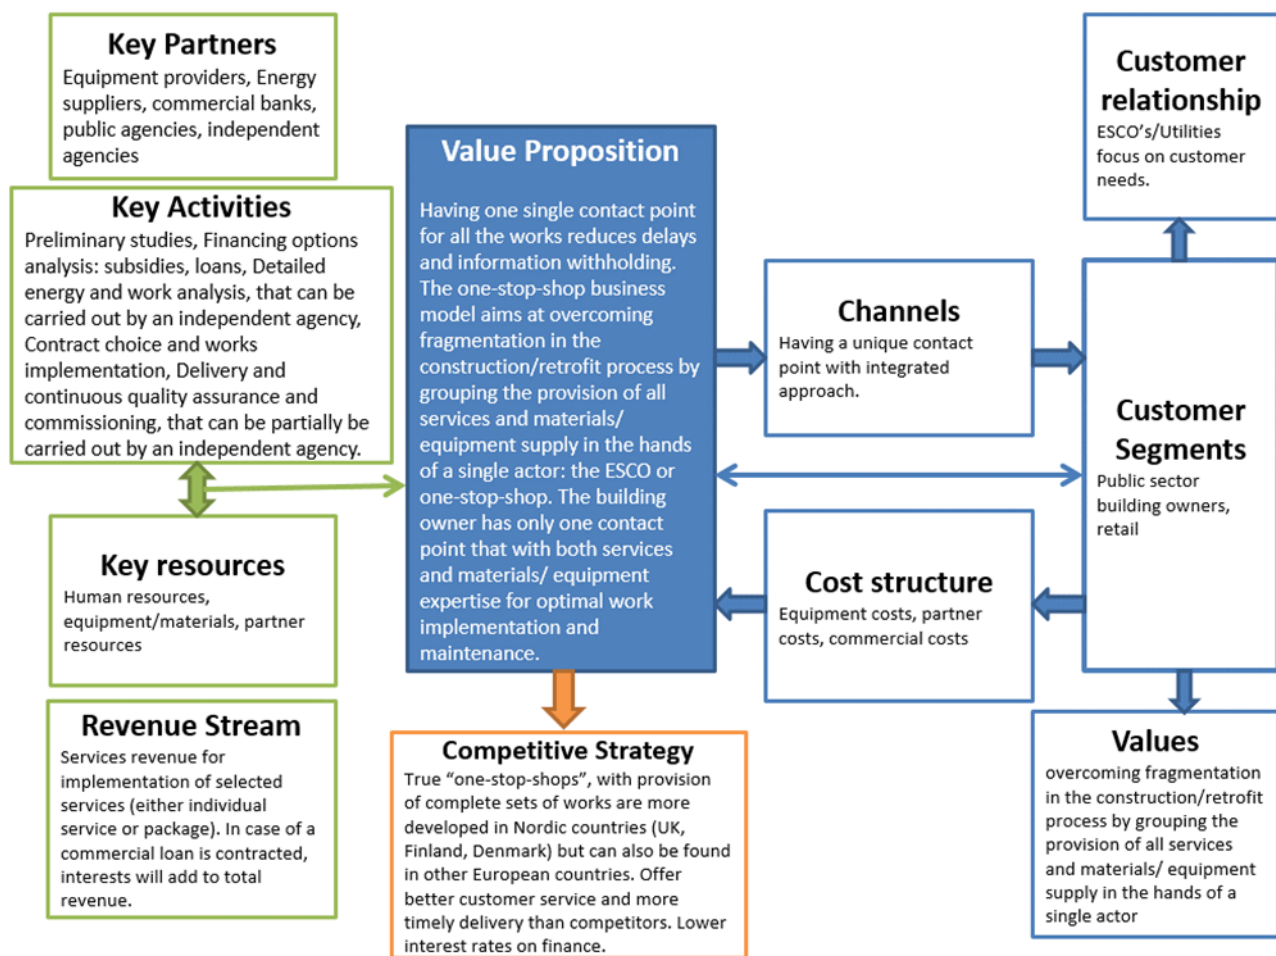 Key Partners
Equipment providers, Energy
suppliers, commercial banks,
public agencies, independent
agencies
Key Activities
Preliminary studies, Financing options
analysis: subsidies, loans, Detailed
energy and work analysis, that can be
carried out by an independent agency,
Contract choice and works
implementation, Delivery and
continuous quality assurance and
commissioning, that can be partially be
carried out by an independent agency.
Key resources
Human resources,
equipment/materials, partner
resources
Revenue Stream
Services revenue for
implementation of selected
services (either individual
service or package). In case of a
commercial loan is contracted,
interests will add to total
revenue.
Value Proposition
Having one single contact point
for all the works reduces delays
and information withholding.
The one-stop-shop business
model aims at overcoming
fragmentation in the
construction/retrofit process by
grouping the provision of all
services and materials/
equipment supply in the hands
of a single actor: the ESCO or
one-stop-shop. The building
owner has only one contact
point that with both services
and materials/ equipment
expertise for optimal work
implementation and
maintenance.
Competitive Strategy
True “one-stop-shops”, with provision
of complete sets of works are more
developed in Nordic countries (UK,
Finland, Denmark) but can also be found
in other European countries. Offer
better customer service and more
timely delivery than competitors. Lower
interest rates on finance.
Channels
Having a unique contact
point with integrated
approach.
Cost structure
Equipment costs, partner
costs, commercial costs
Customer
relationship
ESCO’s/Utilities
focus on customer
needs.
Customer
Segments
Public sector
building owners,
retail
Values
overcoming fragmentation
in the construction/retrofit
process by grouping the
provision of all services
and materials/ equipment
supply in the hands of a
single actor